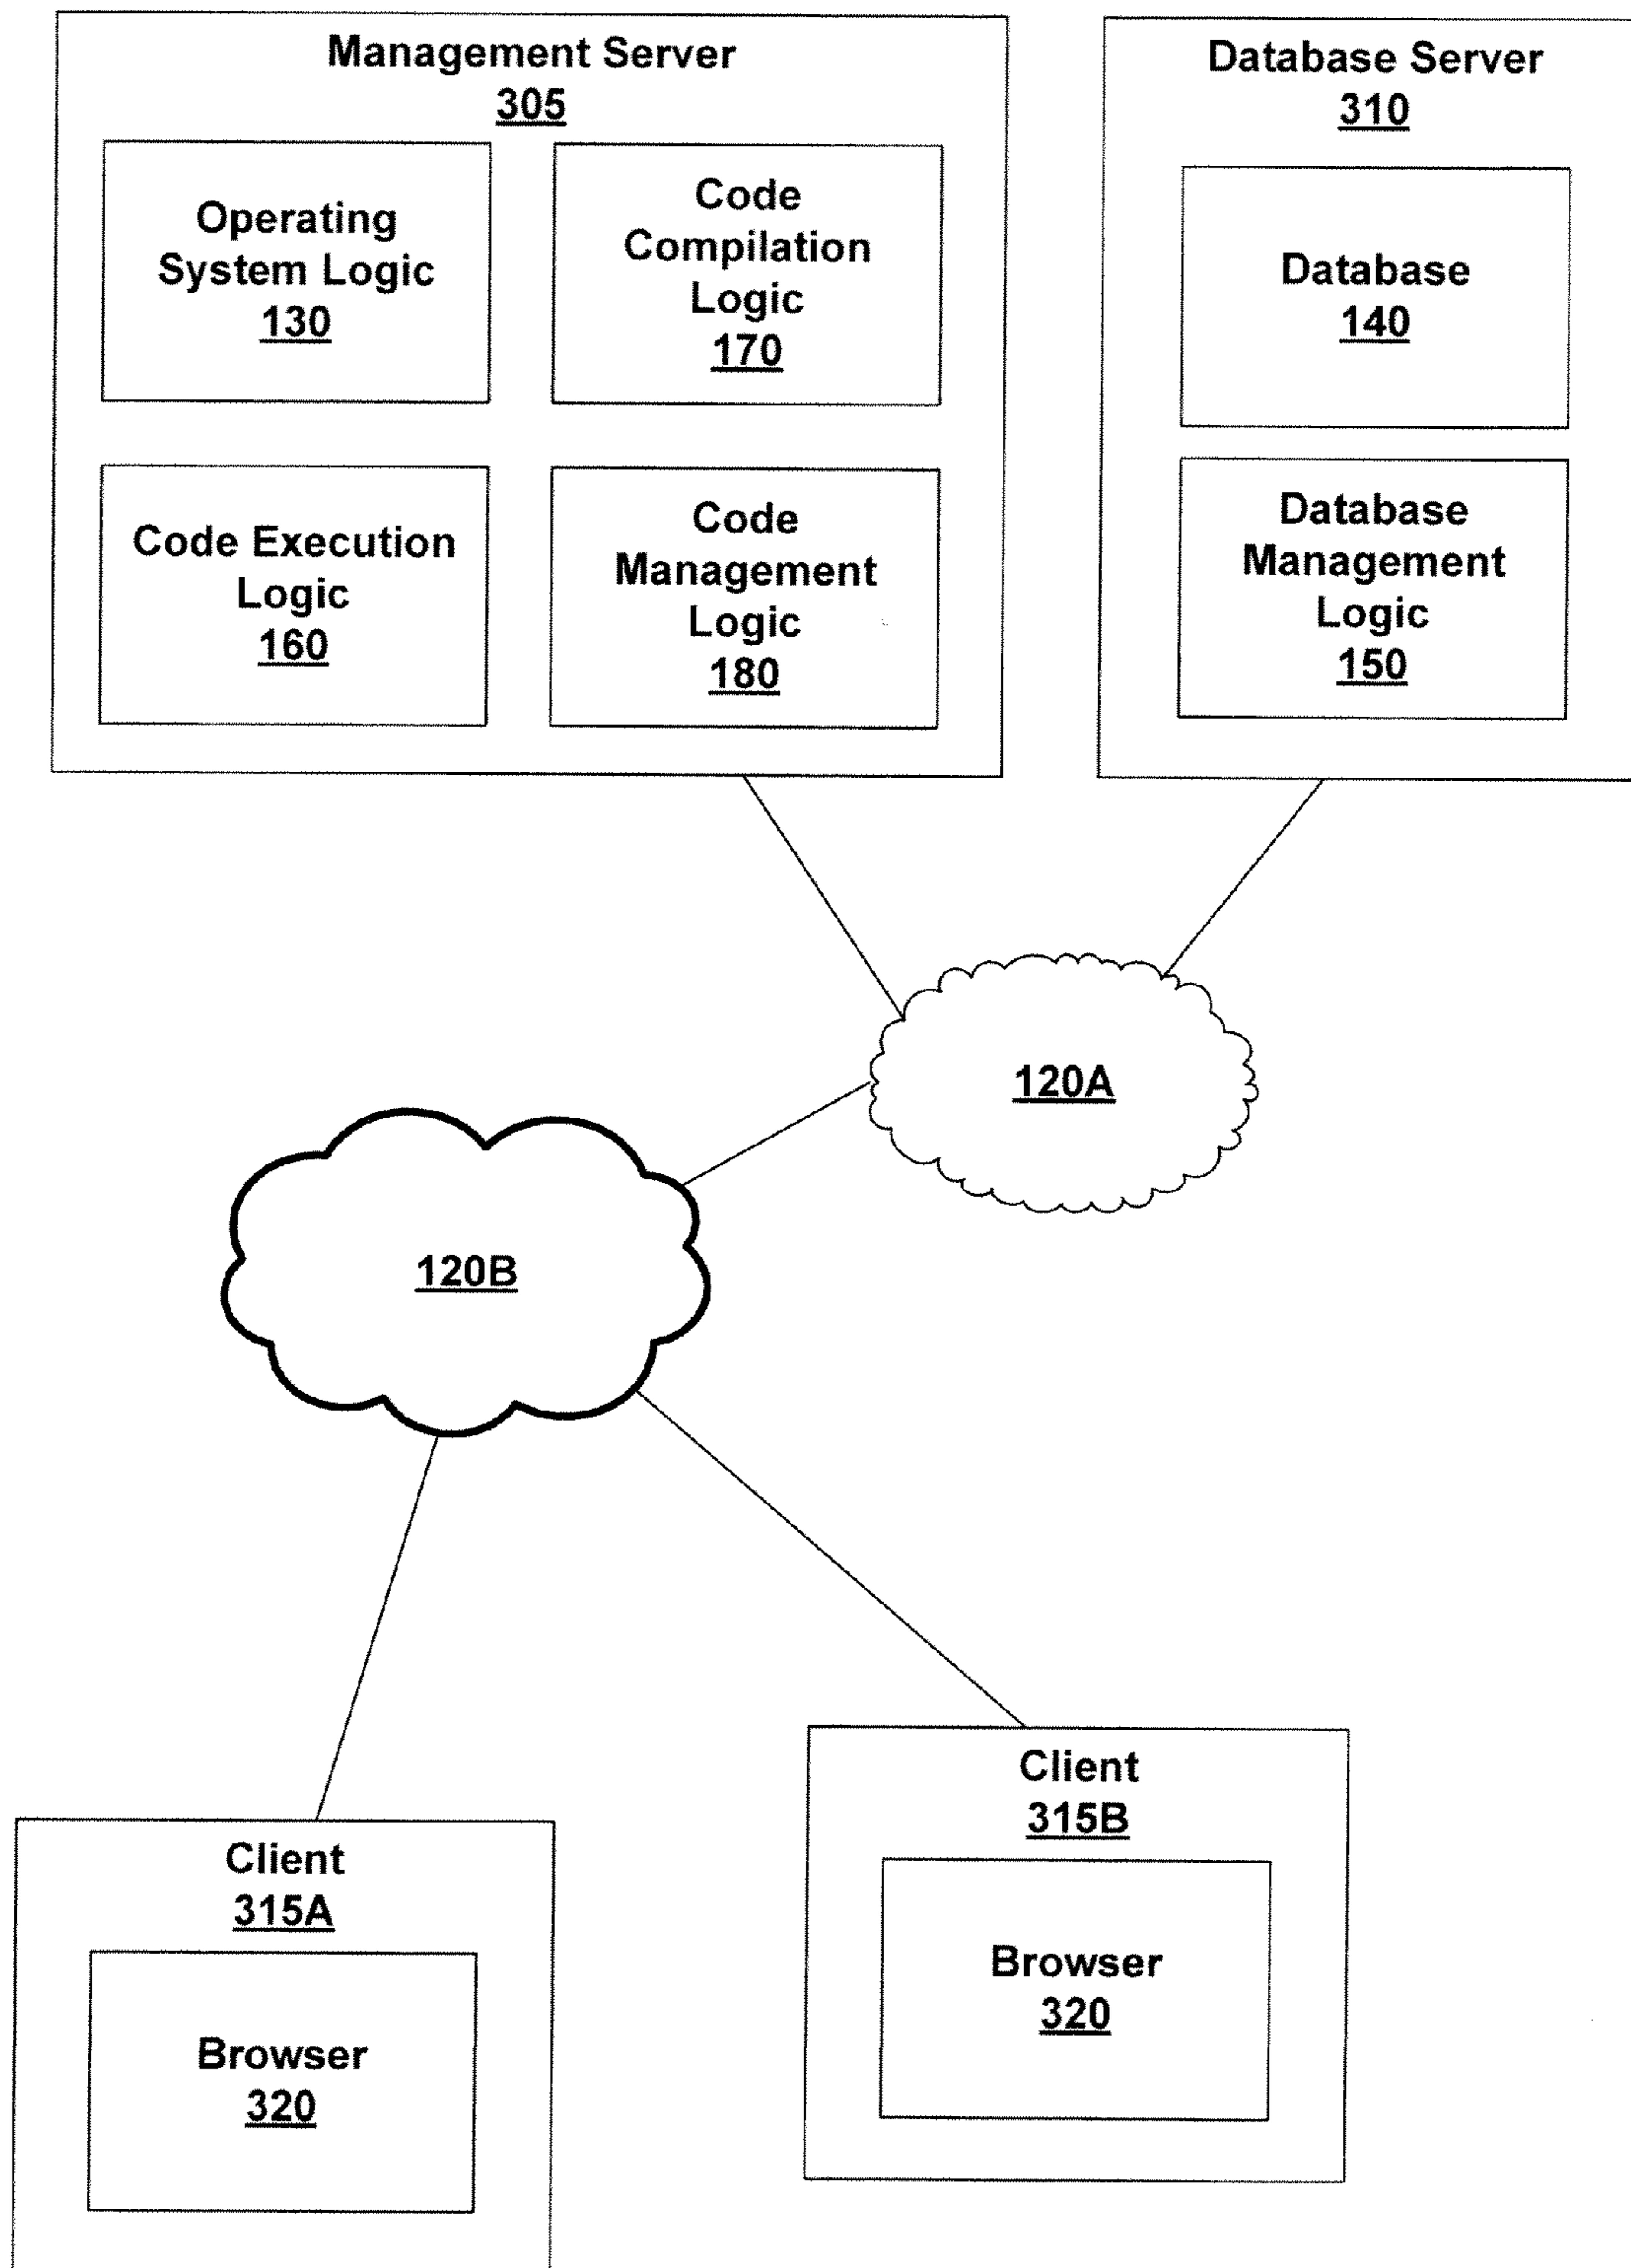 Management Server
305
Operating
System Logic
130
Code
Compilation
Logic
170
Code Execution
Logic
160
Code
Management
Logic
180
Database Server
310
Database
140
Database
Management
Logic
150
120A
120B
Client
315A
Browser
320
Client
315B
Browser
320